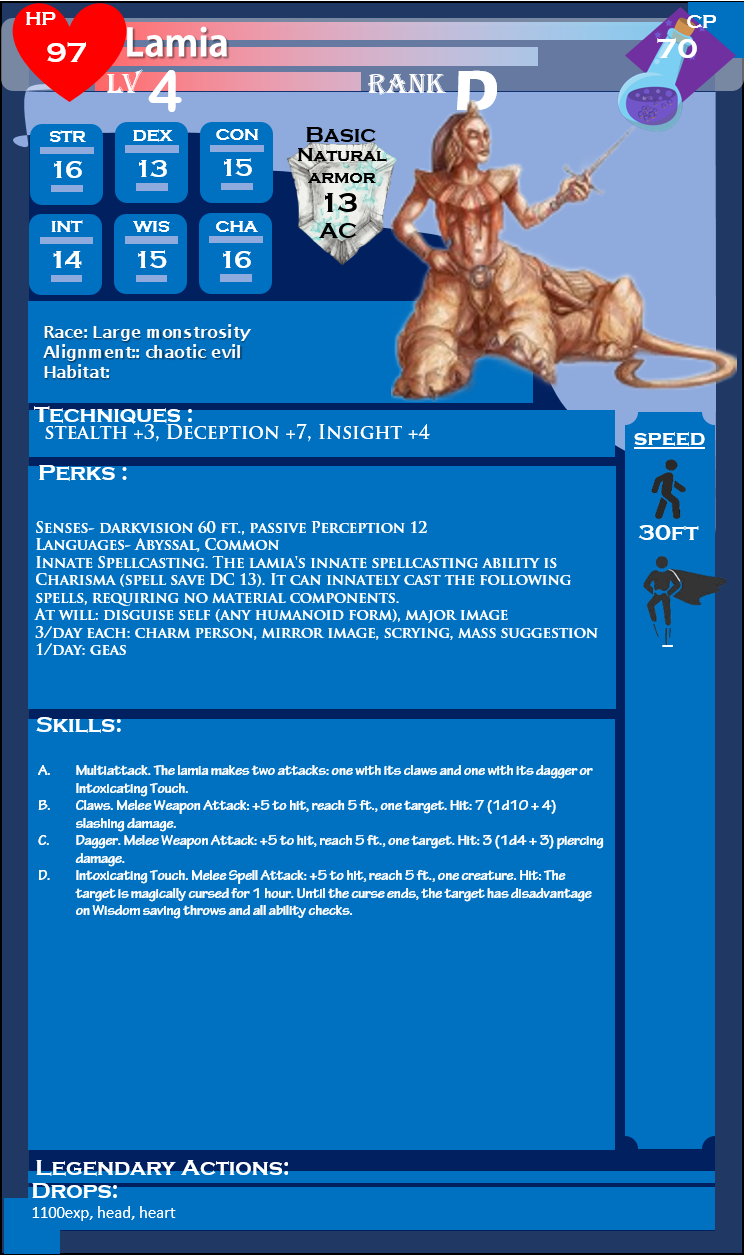 HP
97
Lamia
CP
70
LV 4
RANK D
STR
16
DEX
13
CON
15
INT
14
WIS
15
CHA
16
Basic
Natural
armor
13
AC
Race: Large monstrosity
Alignment:: chaotic evil
Habitat:
Techniques :
stealth +3, Deception +7, Insight +4
SPEED
30FT
Perks :
Senses- darkvision 60 ft., passive Perception 12
Languages- Abyssal, Common
Innate Spellcasting. The lamia's innate spellcasting ability is
Charisma (spell save DC 13). It can innately cast the following
spells, requiring no material components.
At will: disguise self (any humanoid form), major image
3/day each: charm person, mirror image, scrying, mass suggestion
1/day: geas
Skills:
A. Multiattack. The lamia makes two attacks: one with its claws and one with its dagger or
Intoxicating Touch.
B. Claws. Melee Weapon Attack: +5 to hit, reach 5 ft., one target. Hit: 7 (1d10 + 4)
slashing damage.
C. Dagger. Melee Weapon Attack: +5 to hit, reach 5 ft., one target. Hit: 3 (1d4 + 3) piercing
damage.
D. Intoxicating Touch. Melee Spell Attack: +5 to hit, reach 5 ft., one creature. Hit: The
target is magically cursed for 1 hour. Until the curse ends, the target has disadvantage
on Wisdom saving throws and all ability checks.
Legendary Actions:
Drops:
1100exp, head, heart